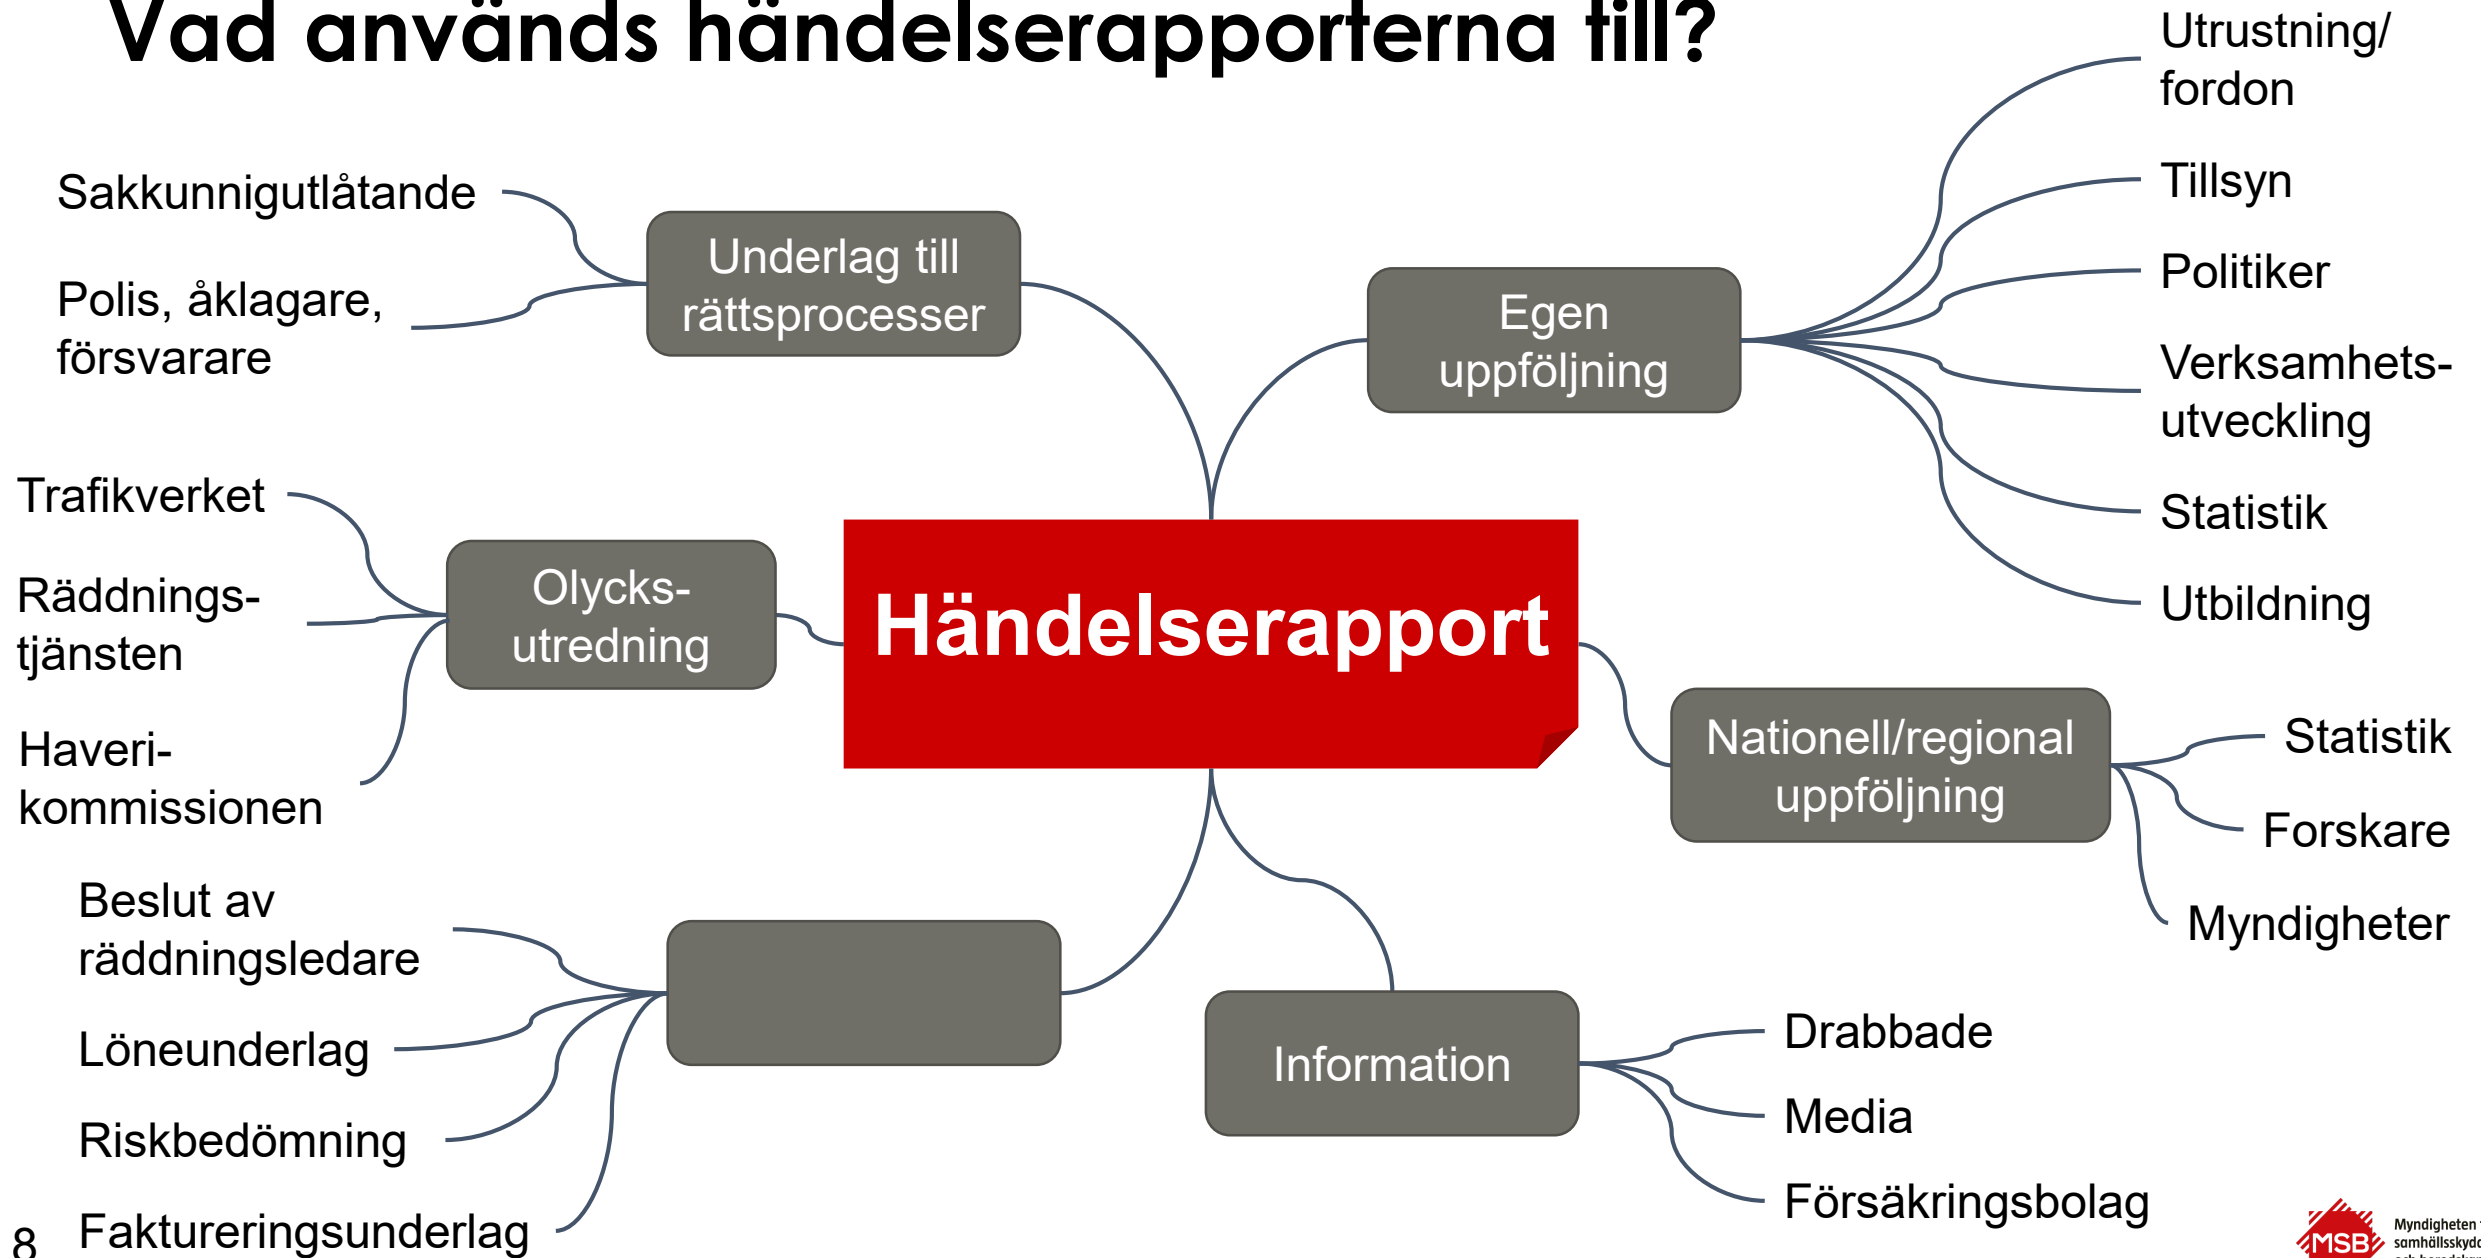 Vad används händelserapporterna till?
Utrustning/
fordon
Tillsyn
Politiker
Verksamhets-
utveckling
Statistik
Utbildning
Egen
uppföljning
Sakkunnigutlåtande
Polis, åklagare,
försvarare
Underlag till
rättsprocesser
Trafikverket
Räddnings-
tjänsten
Haveri-
kommissionen
Olycks-
utredning
Händelserapport
Nationell/regional
uppföljning
Statistik
Forskare
Myndigheter
Beslut av
räddningsledare
Löneunderlag
Riskbedömning
Faktureringsunderlag
Information
Drabbade
Media
Försäkringsbolag
8
MSB
Myndigheten
samhällsskydd